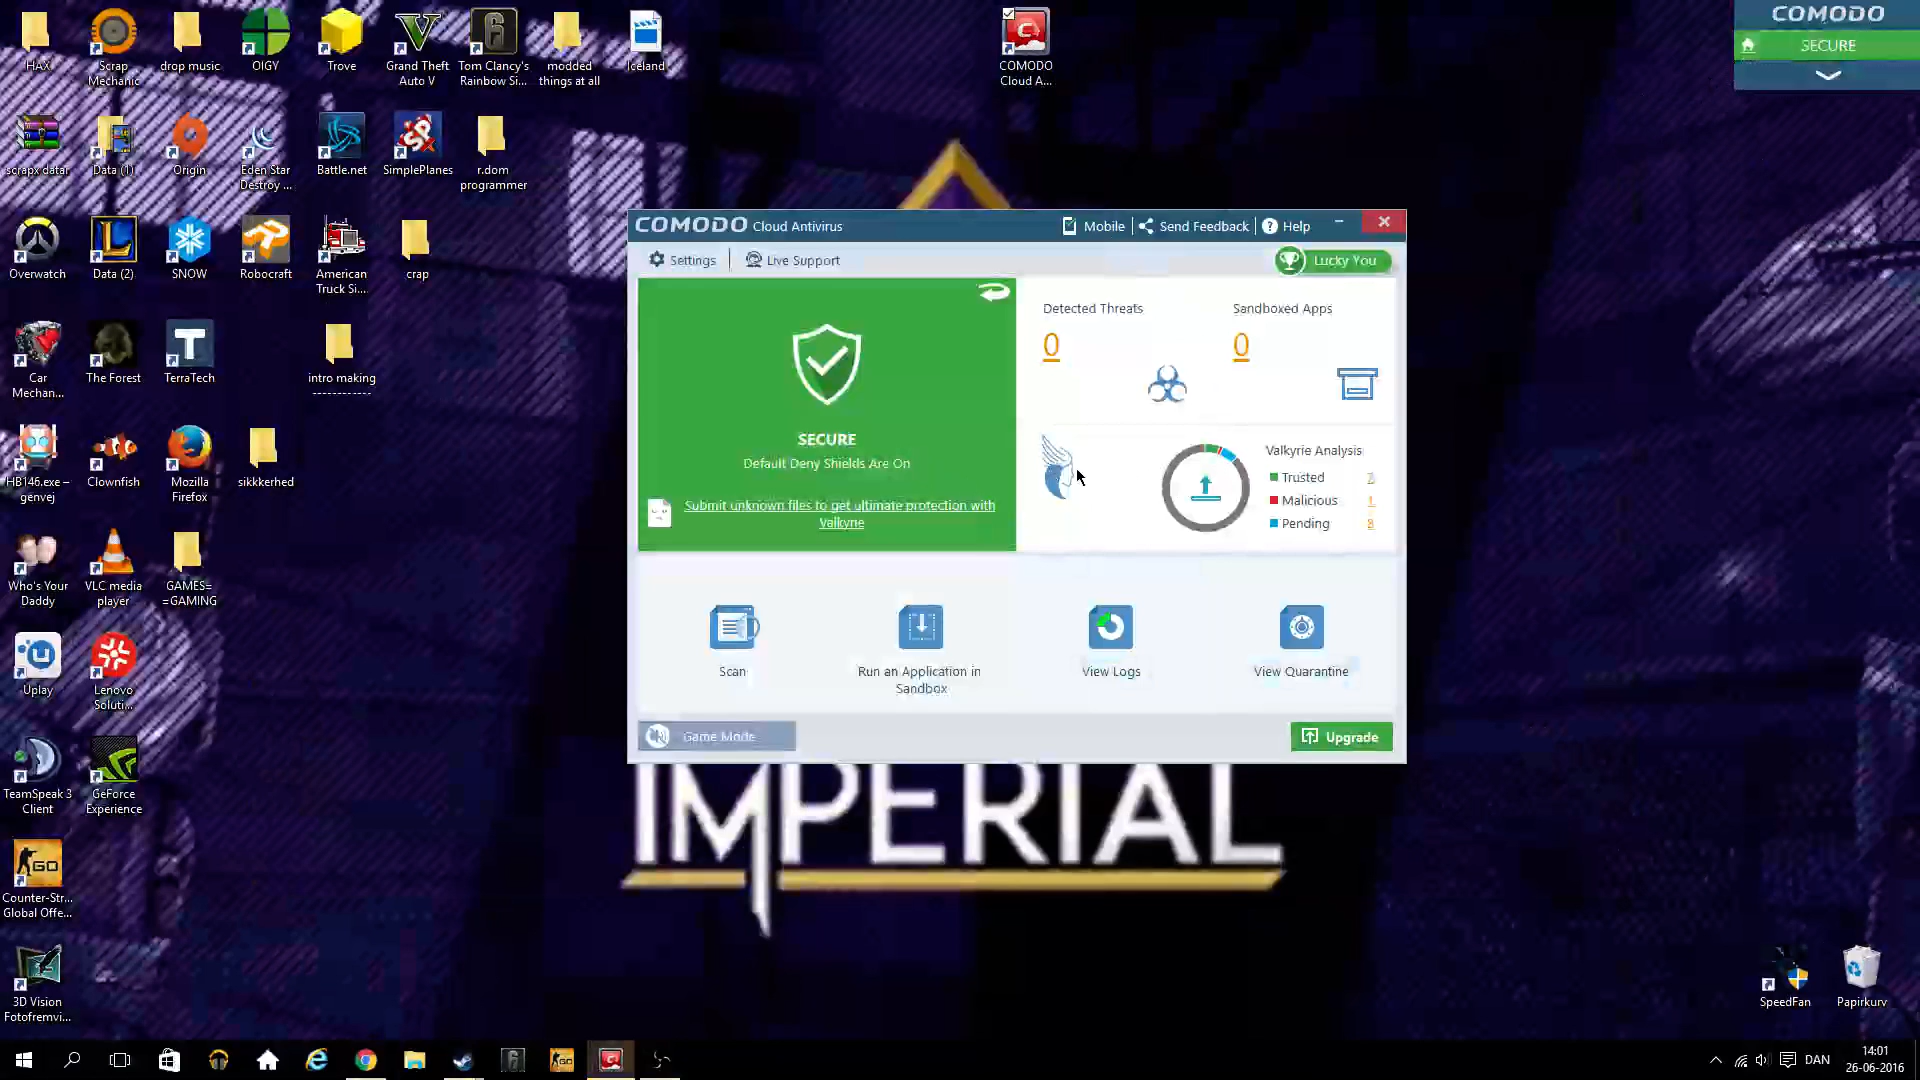 HAX
Scrap
Mechanic
drop music
OIGY
Trove
Grand Theft
Auto V
Tom Clancy's
Rainbow Si...
modded
things at all
Iceland
COMODO
Cloud A...
COMODO
SECURE
scrapx datar
Data (1)
Origin
Eden Star
Destroy ...
Battle.net
SimplePlanes
r.dom
programmer
Overwatch
Data (2)
SNOW
Robocraft
American
Truck Si....
crap
Car
Mechan...
The Forest
TerraTech
intro making
--------------
HB146.exe –
genvej
Clownfish
Mozilla
Firefox
sikkkerhed
Who's Your
Daddy
VLC media
player
GAMES=
=GAMING
Uplay
Lenovo
Soluti...
TeamSpeak 3
Client
GeForce
Experience
Counter-Str...
Global Offe...
3D Vision
Fotofremvi...
COMODO Cloud Antivirus
Mobile
Send Feedback
Help
Settings
Live Support
Lucky You
SECURE
Default Deny Shields Are On
Submit unknown files to get ultimate protection with
Valkyrie
Detected Threats
0
Sandboxed Apps
0
Valkyrie Analysis
Trusted
Malicious 1
Pending
Scan
Run an Application in
Sandbox
View Logs
View Quarantine
Game Mode
Upgrade
IMPERIAL
SpeedFan
Papirkurv
DAN
14:01
26-06-2016